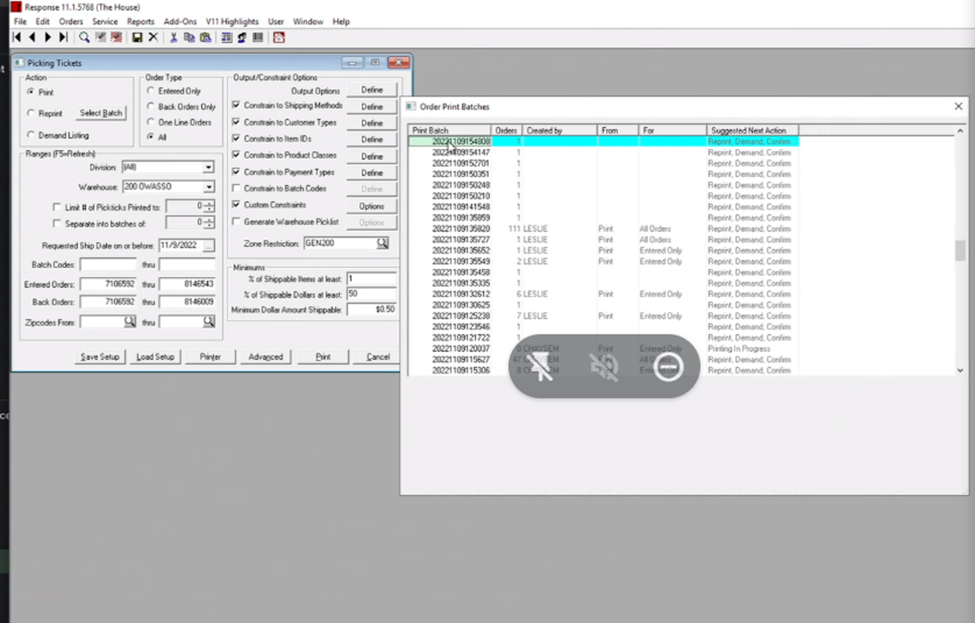 Response 11.1.5768 (The House)
File Edit Orders Service Reports Add-Ons V11 Highlights User Window Help
Picking Tickets
Action
Print
Reprint Select Batch
Demand Listing
Order Type
Entered Only
Back Orders Only
One Line Orders
All
Ranges (F5=Refresh)
Division: (All)
Warehouse: 200 OWASSO
Limit # of Picktickets Printed to: 0
Separate into batches of: 0
Requested Ship Date on or before: 11/9/2022 ...
Batch Codes: thru
Entered Orders: 7106592 thru 8146543
Back Orders: 7106592 thru 8146009
Zipcodes From: thru
Output/Constraint Options
Output Options Define
Constrain to Shipping Methods Define
Constrain to Customer Types Define
Constrain to Item IDs Define
Constrain to Product Classes Define
Constrain to Payment Types Define
Constrain to Batch Codes Define
Custom Constraints Options
Generate Warehouse Picklist Options
Zone Restriction: GEN200
Minimums
% of Shippable Items at least: 1
% of Shippable Dollars at least: 50
Minimum Dollar Amount Shippable: $0.50
Save Setup Load Setup Printer Advanced Print Cancel
Order Print Batches
Print Batch Orders Created by From For Suggested Next Action
20221109154808 1 Reprint, Demand, Confirm
20221109154147 1 Reprint, Demand, Confirm
20221109152701 1 Reprint, Demand, Confirm
20221109150351 1 Reprint, Demand, Confirm
20221109150248 1 Reprint, Demand, Confirm
20221109150210 1 Reprint, Demand, Confirm
20221109141548 1 Reprint, Demand, Confirm
20221109135859 1 Reprint, Demand, Confirm
20221109135820 111 LESLIE Print All Orders Reprint, Demand, Confirm
20221109135727 1 LESLIE Print All Orders Reprint, Demand, Confirm
20221109135652 1 LESLIE Print Entered Only Reprint, Demand, Confirm
20221109135549 2 LESLIE Print Entered Only Reprint, Demand, Confirm
20221109135458 1 Reprint, Demand, Confirm
20221109135335 1 Reprint, Demand, Confirm
20221109132612 6 LESLIE Print Entered Only Reprint, Demand, Confirm
20221109130625 1 Reprint, Demand, Confirm
20221109125238 7 LESLIE Print Entered Only Reprint, Demand, Confirm
20221109123546 1 Reprint, Demand, Confirm
20221109121722 1 Reprint, Demand, Confirm
20221109120037 0 CHAYSEM Print Entered Only Printing In Progress
20221109115627 47 CHAYSEM Print All Orders Reprint, Demand, Confirm
20221109115306 8 CHAYSEM Print Entered Only Reprint, Demand, Confirm